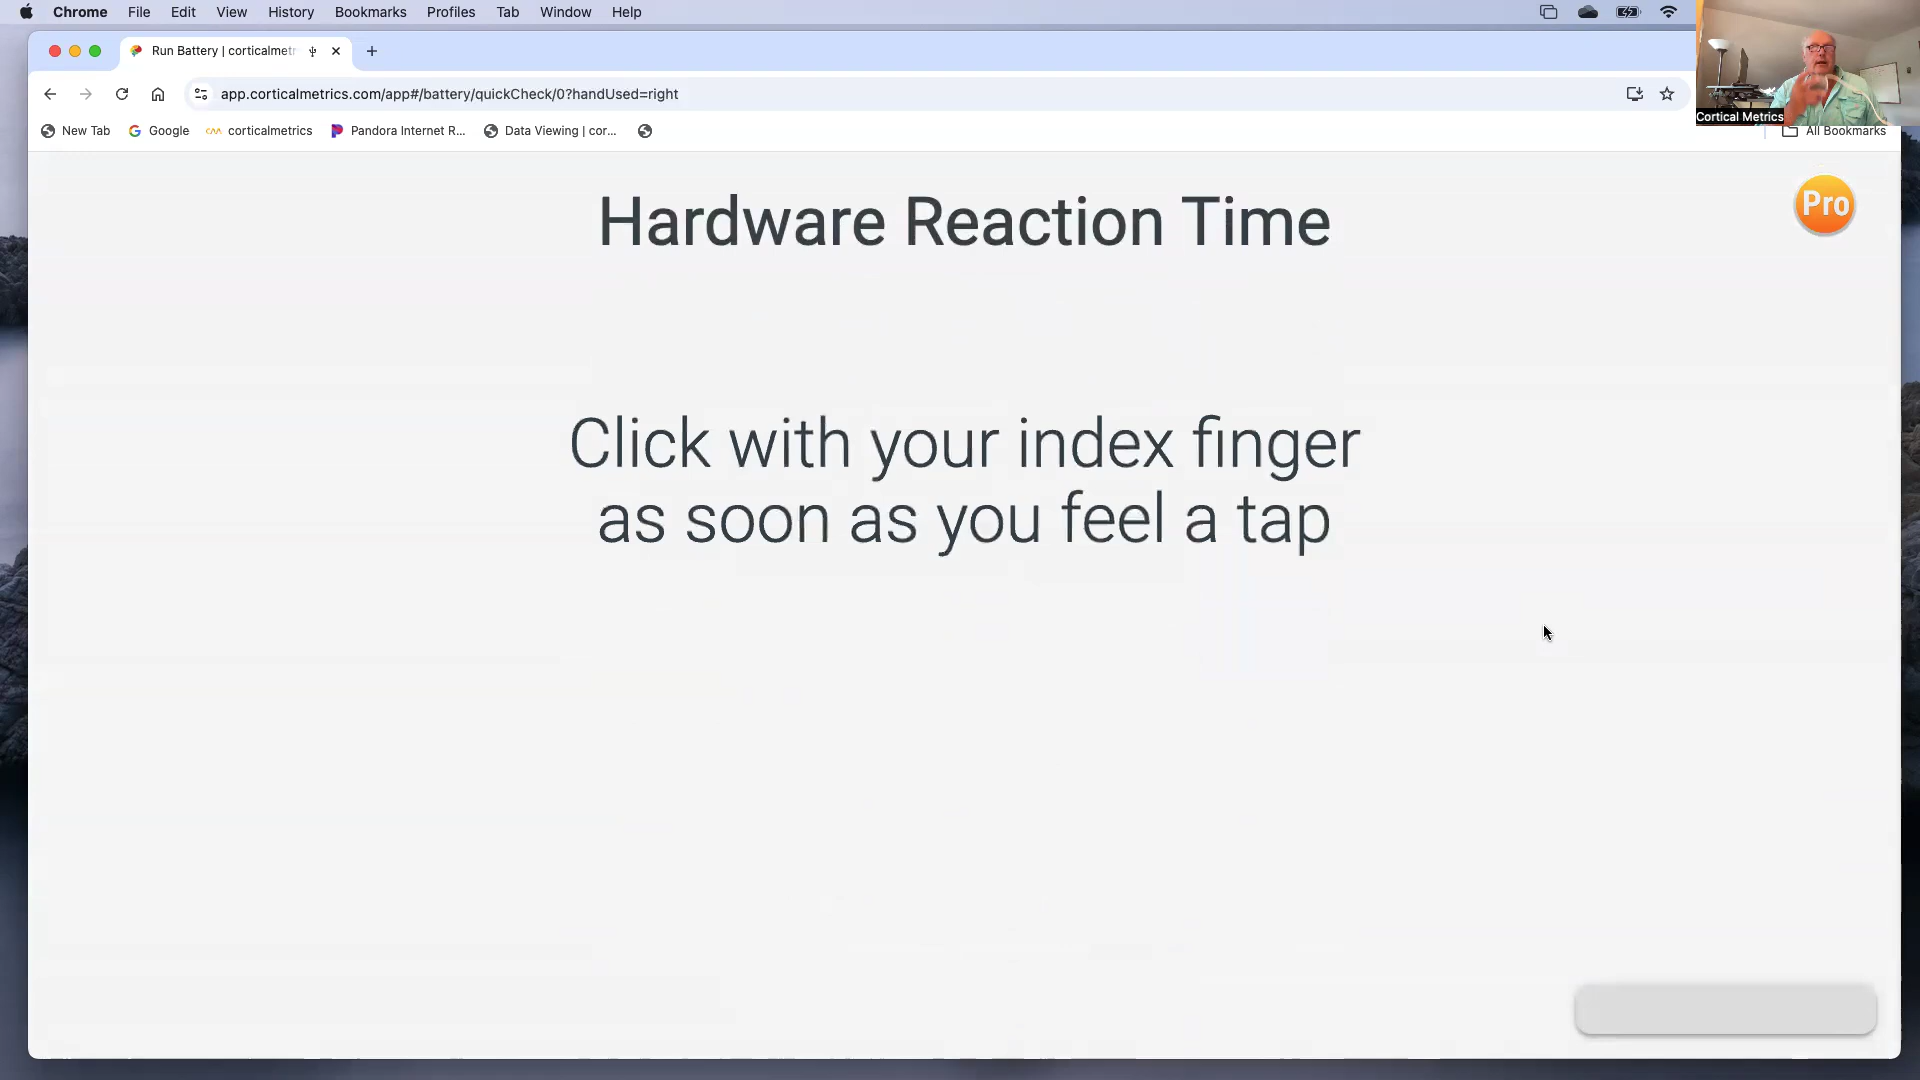 Chrome File Edit View History Bookmarks Profiles Tab Window Help
Run Battery | corticalmetr
app.corticalmetrics.com/app#/battery/quickCheck/0?handUsed=right
New Tab Google corticalmetrics Pandora Internet R... Data Viewing | cor... All Bookmarks
Cortical Metrics
Hardware Reaction Time
Pro
Click with your index finger
as soon as you feel a tap